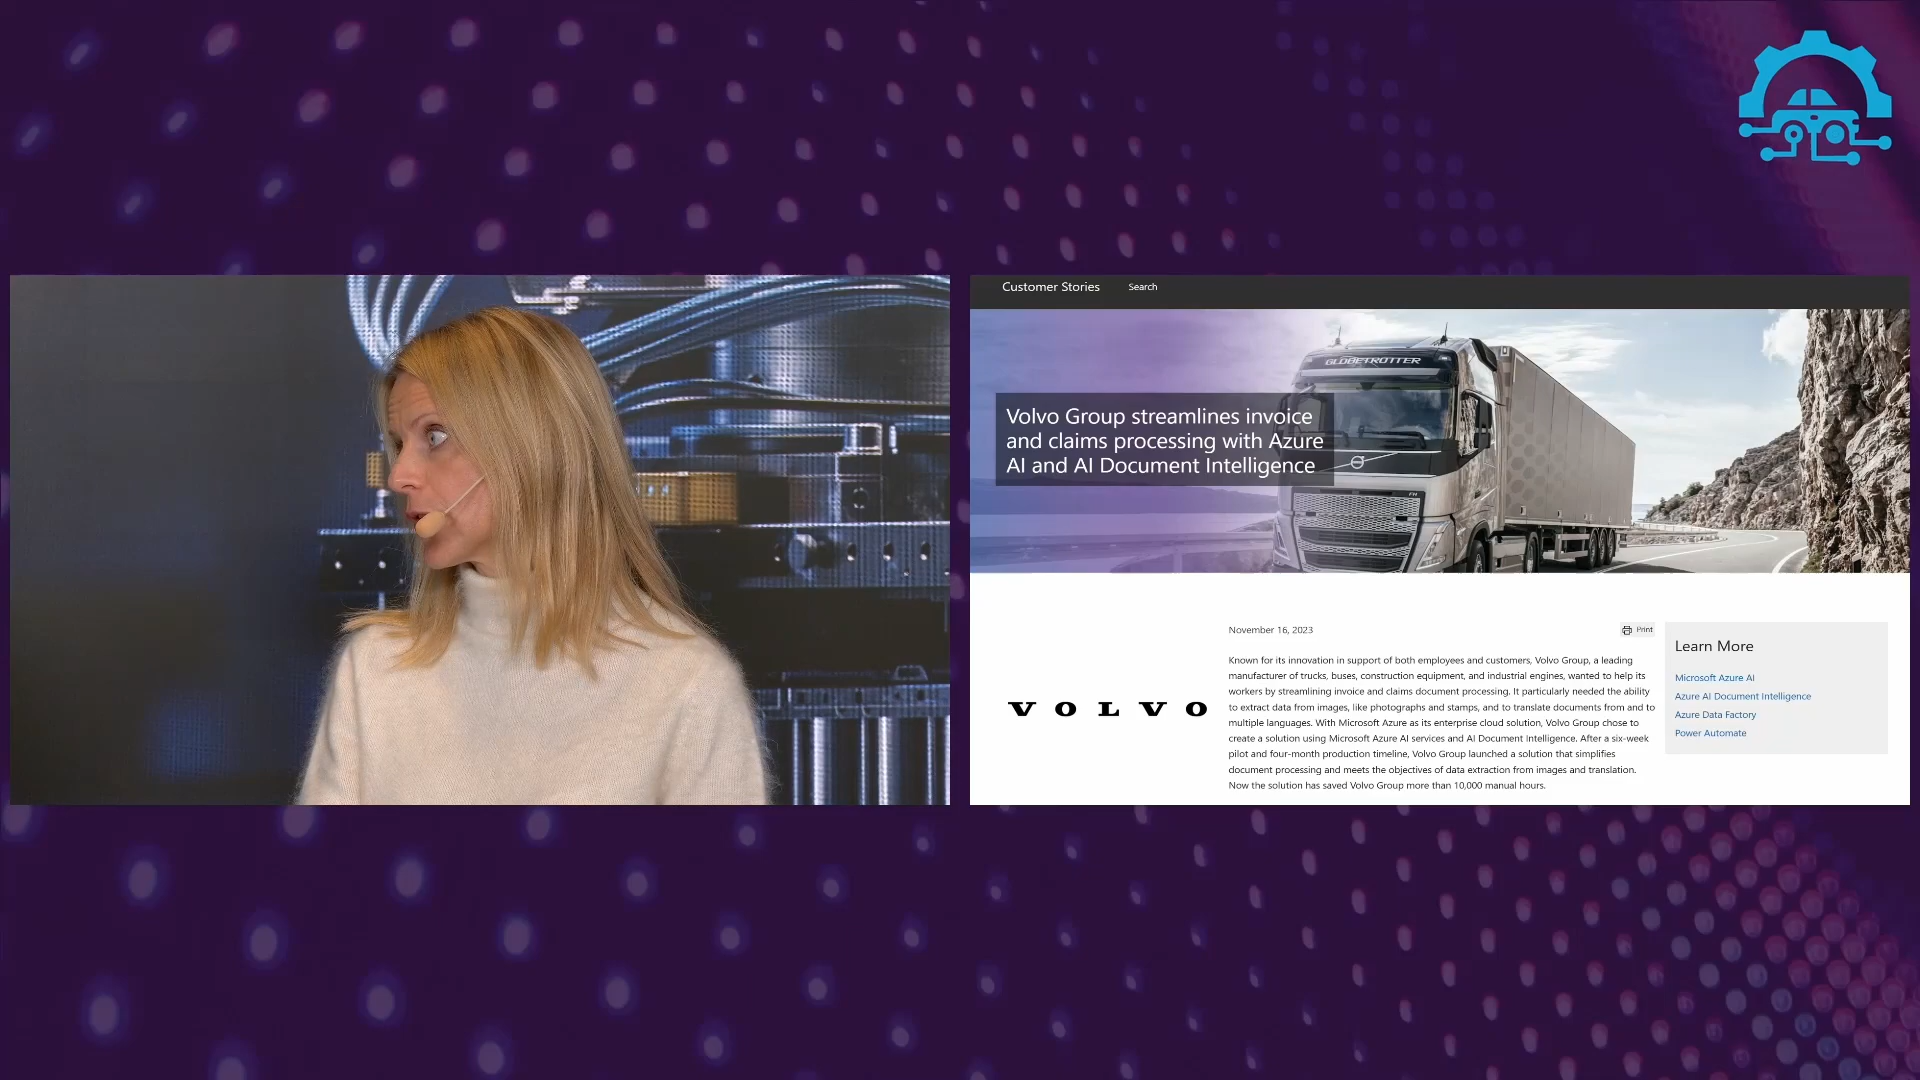 Customer Stories Search
GLOBETROTTER
Volvo Group streamlines invoice
and claims processing with Azure
AI and AI Document Intelligence
FH
November 16, 2023
Print
Known for its innovation in support of both employees and customers, Volvo Group, a leading
manufacturer of trucks, buses, construction equipment, and industrial engines, wanted to help its
workers by streamlining invoice and claims document processing. It particularly needed the ability
to extract data from images, like photographs and stamps, and to translate documents from and to
multiple languages. With Microsoft Azure as its enterprise cloud solution, Volvo Group chose to
create a solution using Microsoft Azure AI services and AI Document Intelligence. After a six-week
pilot and four-month production timeline, Volvo Group launched a solution that simplifies
document processing and meets the objectives of data extraction from images and translation.
Now the solution has saved Volvo Group more than 10,000 manual hours.
VOLVO
Learn More
Microsoft Azure AI
Azure AI Document Intelligence
Azure Data Factory
Power Automate